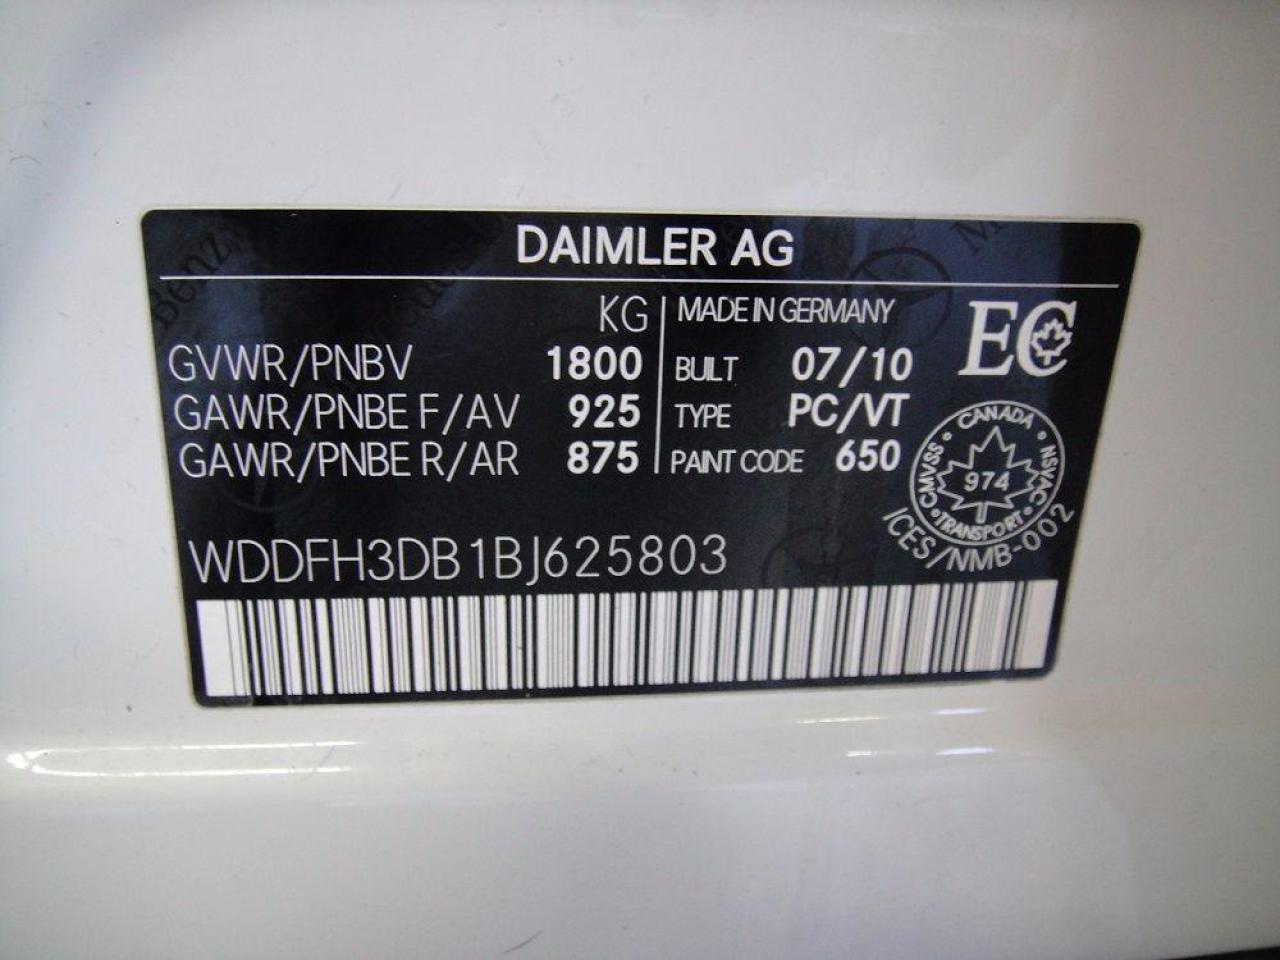 DAIMLER AG
KG
GVWR/PNBV 1800
GAWR/PNBE F/AV 925
GAWR/PNBE R/AR 875
MADE IN GERMANY
BUILT 07/10
TYPE PC/VT
PAINT CODE 650
EC
CANADA • NSVAC • TRANSPORT • CMVSS •
974
ICES/NMB-002
WDDFH3DB1BJ625803